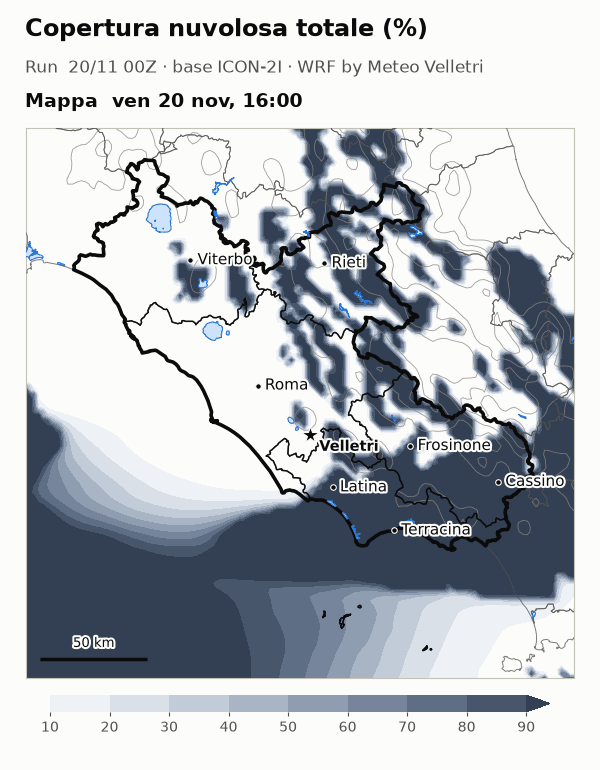 Copertura nuvolosa totale (%)
Run  20/11 00Z · base ICON-2I · WRF by Meteo Velletri
Mappa  ven 20 nov, 16:00
Viterbo
Rieti
Roma
Velletri
Frosinone
Cassino
Latina
Terracina
50 km
10 20 30 40 50 60 70 80 90